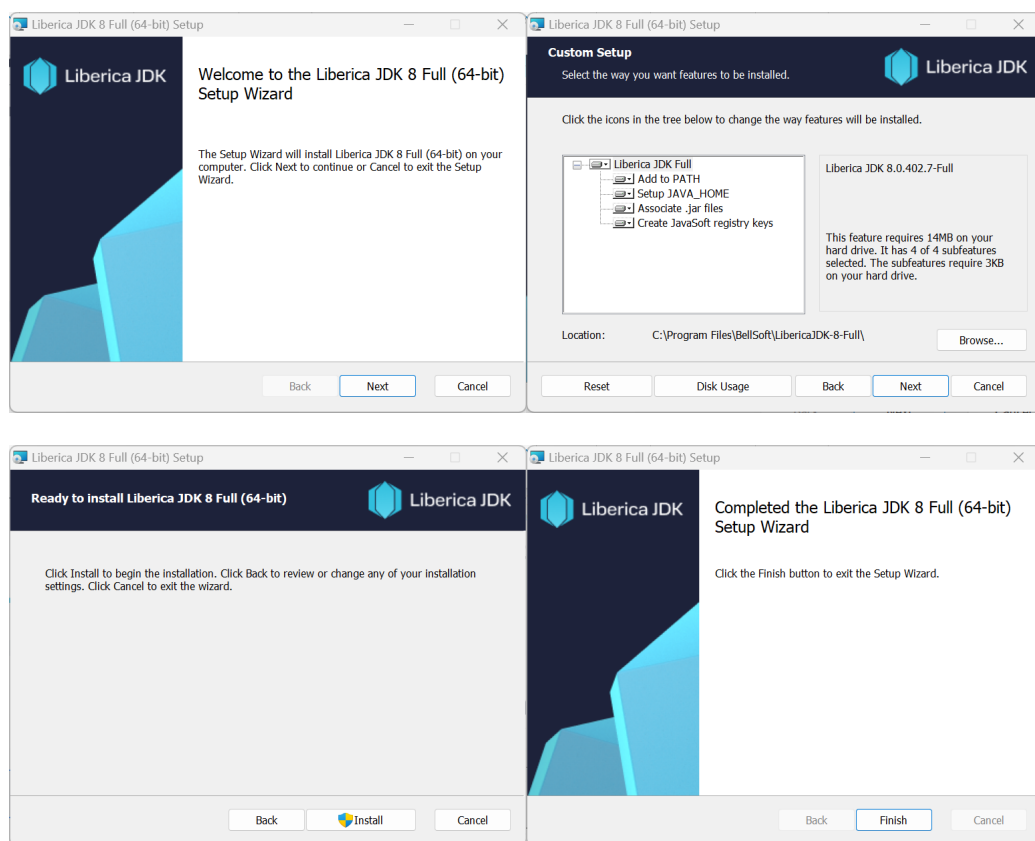 Liberica JDK 8 Full (64-bit) Setup
Liberica JDK
Welcome to the Liberica JDK 8 Full (64-bit)
Setup Wizard
The Setup Wizard will install Liberica JDK 8 Full (64-bit) on your
computer. Click Next to continue or Cancel to exit the Setup
Wizard.
Back Next Cancel
Liberica JDK 8 Full (64-bit) Setup
Custom Setup
Select the way you want features to be installed.
Liberica JDK
Click the icons in the tree below to change the way features will be installed.
Liberica JDK Full
Add to PATH
Setup JAVA_HOME
Associate .jar files
Create JavaSoft registry keys
Liberica JDK 8.0.402.7-Full
This feature requires 14MB on your
hard drive. It has 4 of 4 subfeatures
selected. The subfeatures require 3KB
on your hard drive.
Location: C:\Program Files\BellSoft\LibericaJDK-8-Full\
Browse...
Reset Disk Usage Back Next Cancel
Liberica JDK 8 Full (64-bit) Setup
Ready to install Liberica JDK 8 Full (64-bit)
Liberica JDK
Click Install to begin the installation. Click Back to review or change any of your installation
settings. Click Cancel to exit the wizard.
Back Install Cancel
Liberica JDK 8 Full (64-bit) Setup
Liberica JDK
Completed the Liberica JDK 8 Full (64-bit)
Setup Wizard
Click the Finish button to exit the Setup Wizard.
Back Finish Cancel